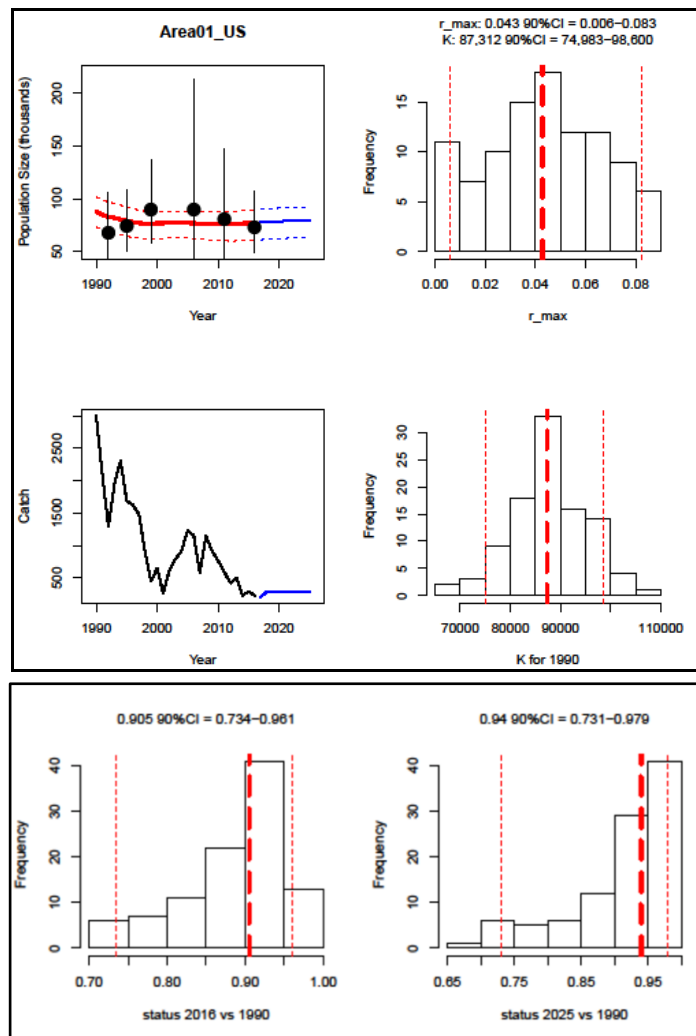 Area01_US
Population Size (thousands)
200
150
100
50
1990 2000 2010 2020
Year
r_max: 0.043 90%CI = 0.006−0.083
K: 87,312 90%CI = 74,983−98,600
Frequency
15
10
5
0
0.00 0.02 0.04 0.06 0.08
r_max
Catch
2500
1500
500
1990 2000 2010 2020
Year
Frequency
30
25
20
15
10
5
0
70000 80000 90000 110000
K for 1990
0.905 90%CI = 0.734−0.961
Frequency
40
30
20
10
0
0.70 0.80 0.90 1.00
status 2016 vs 1990
0.94 90%CI = 0.731−0.979
Frequency
40
30
20
10
0
0.65 0.75 0.85 0.95
status 2025 vs 1990